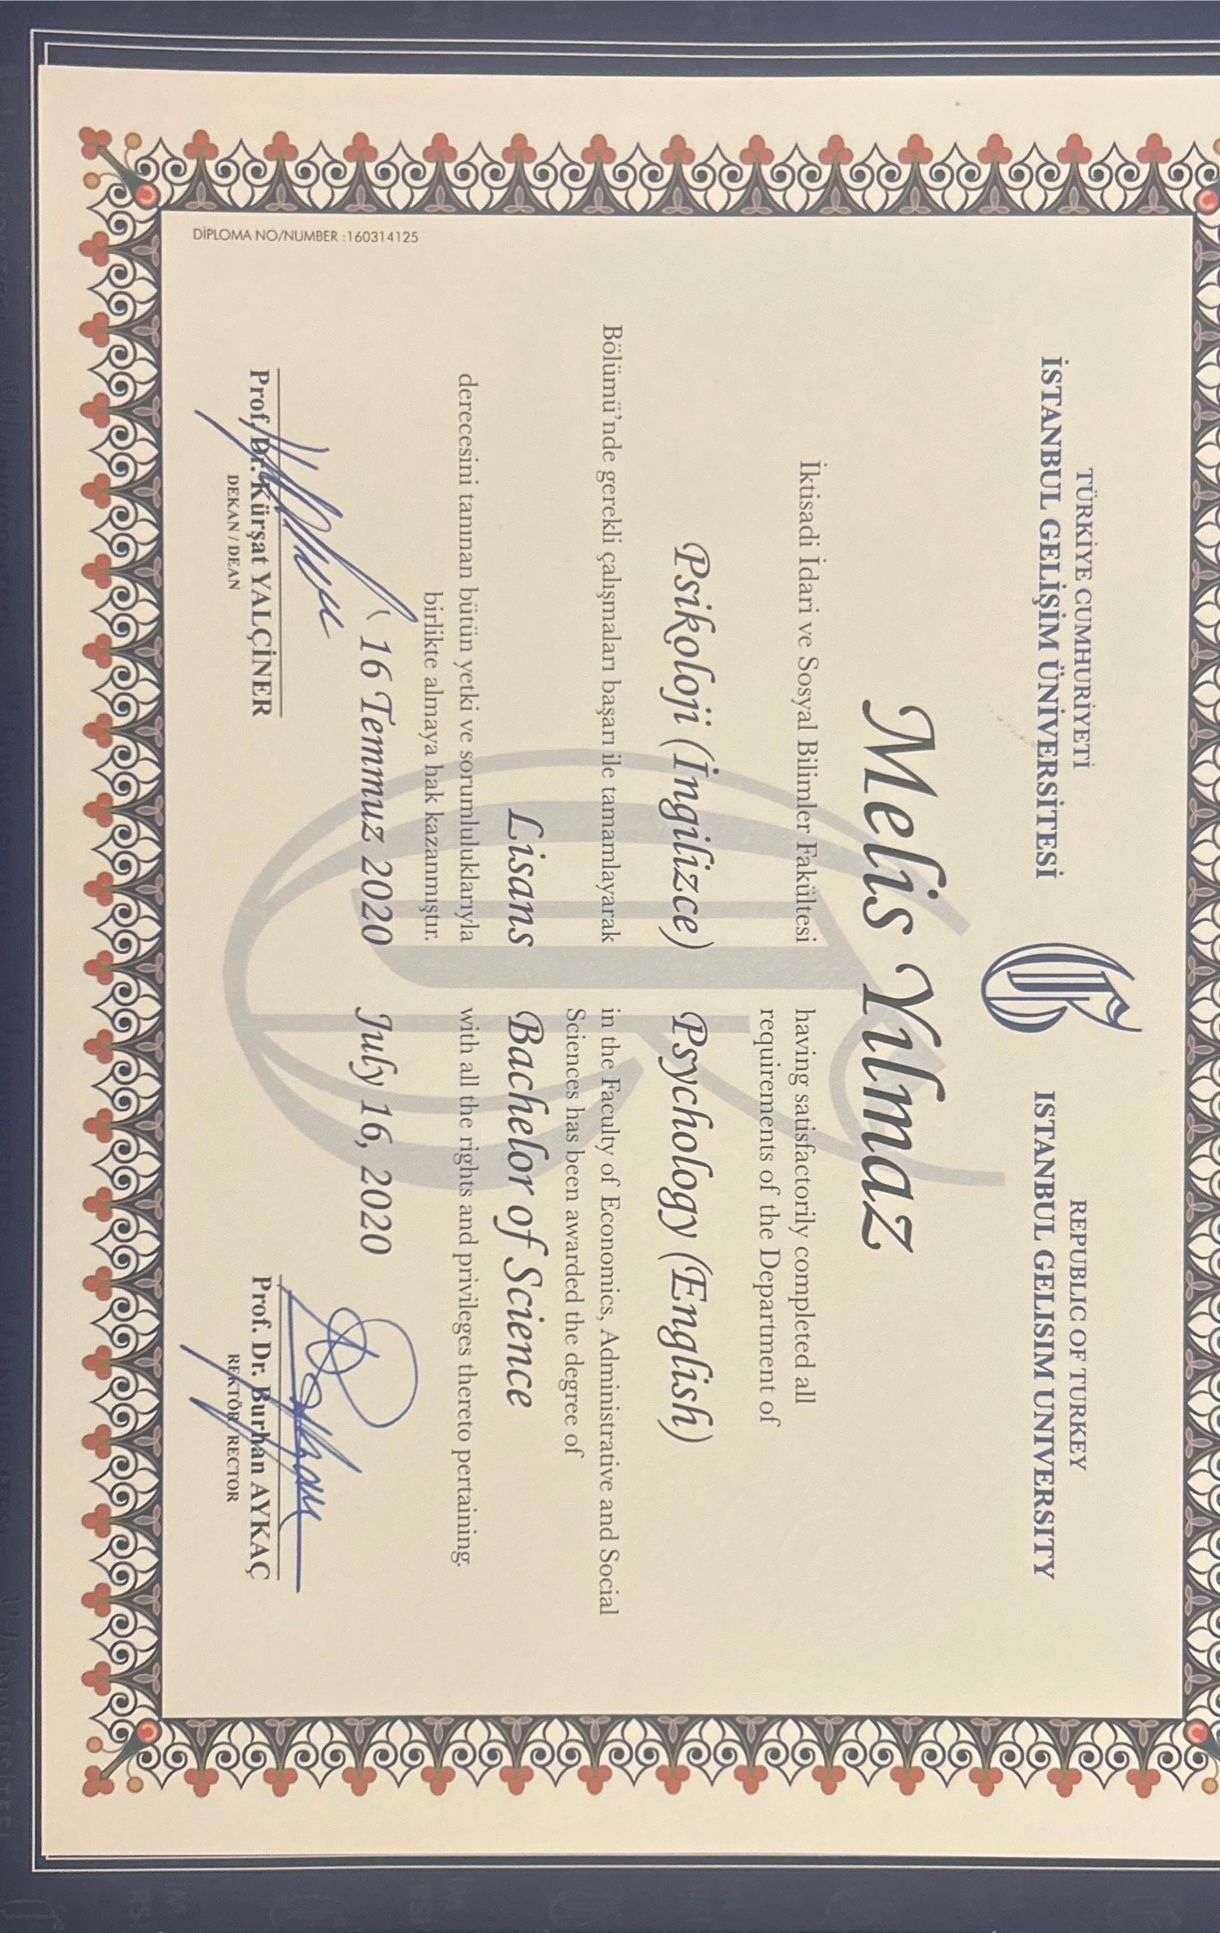 TÜRKİYE CUMHURİYETİ
İSTANBUL GELİŞİM ÜNİVERSİTESİ
REPUBLIC OF TURKEY
ISTANBUL GELISIM UNIVERSITY
Melis Yılmaz
İktisadi İdari ve Sosyal Bilimler Fakültesi
Psikoloji (İngilizce)
Bölümü'nde gerekli çalışmaları başarı ile tamamlayarak
Lisans
derecesini tanınan bütün yetki ve sorumluluklarıyla
birlikte almaya hak kazanmıştır.
16 Temmuz 2020
having satisfactorily completed all
requirements of the Department of
Psychology (English)
in the Faculty of Economics, Administrative and Social
Sciences has been awarded the degree of
Bachelor of Science
with all the rights and privileges thereto pertaining.
July 16, 2020
Prof. Dr. Kürşat YALÇİNER
DEKAN / DEAN
Prof. Dr. Burhan AYKAÇ
REKTÖR / RECTOR
DİPLOMA NO/NUMBER :160314125